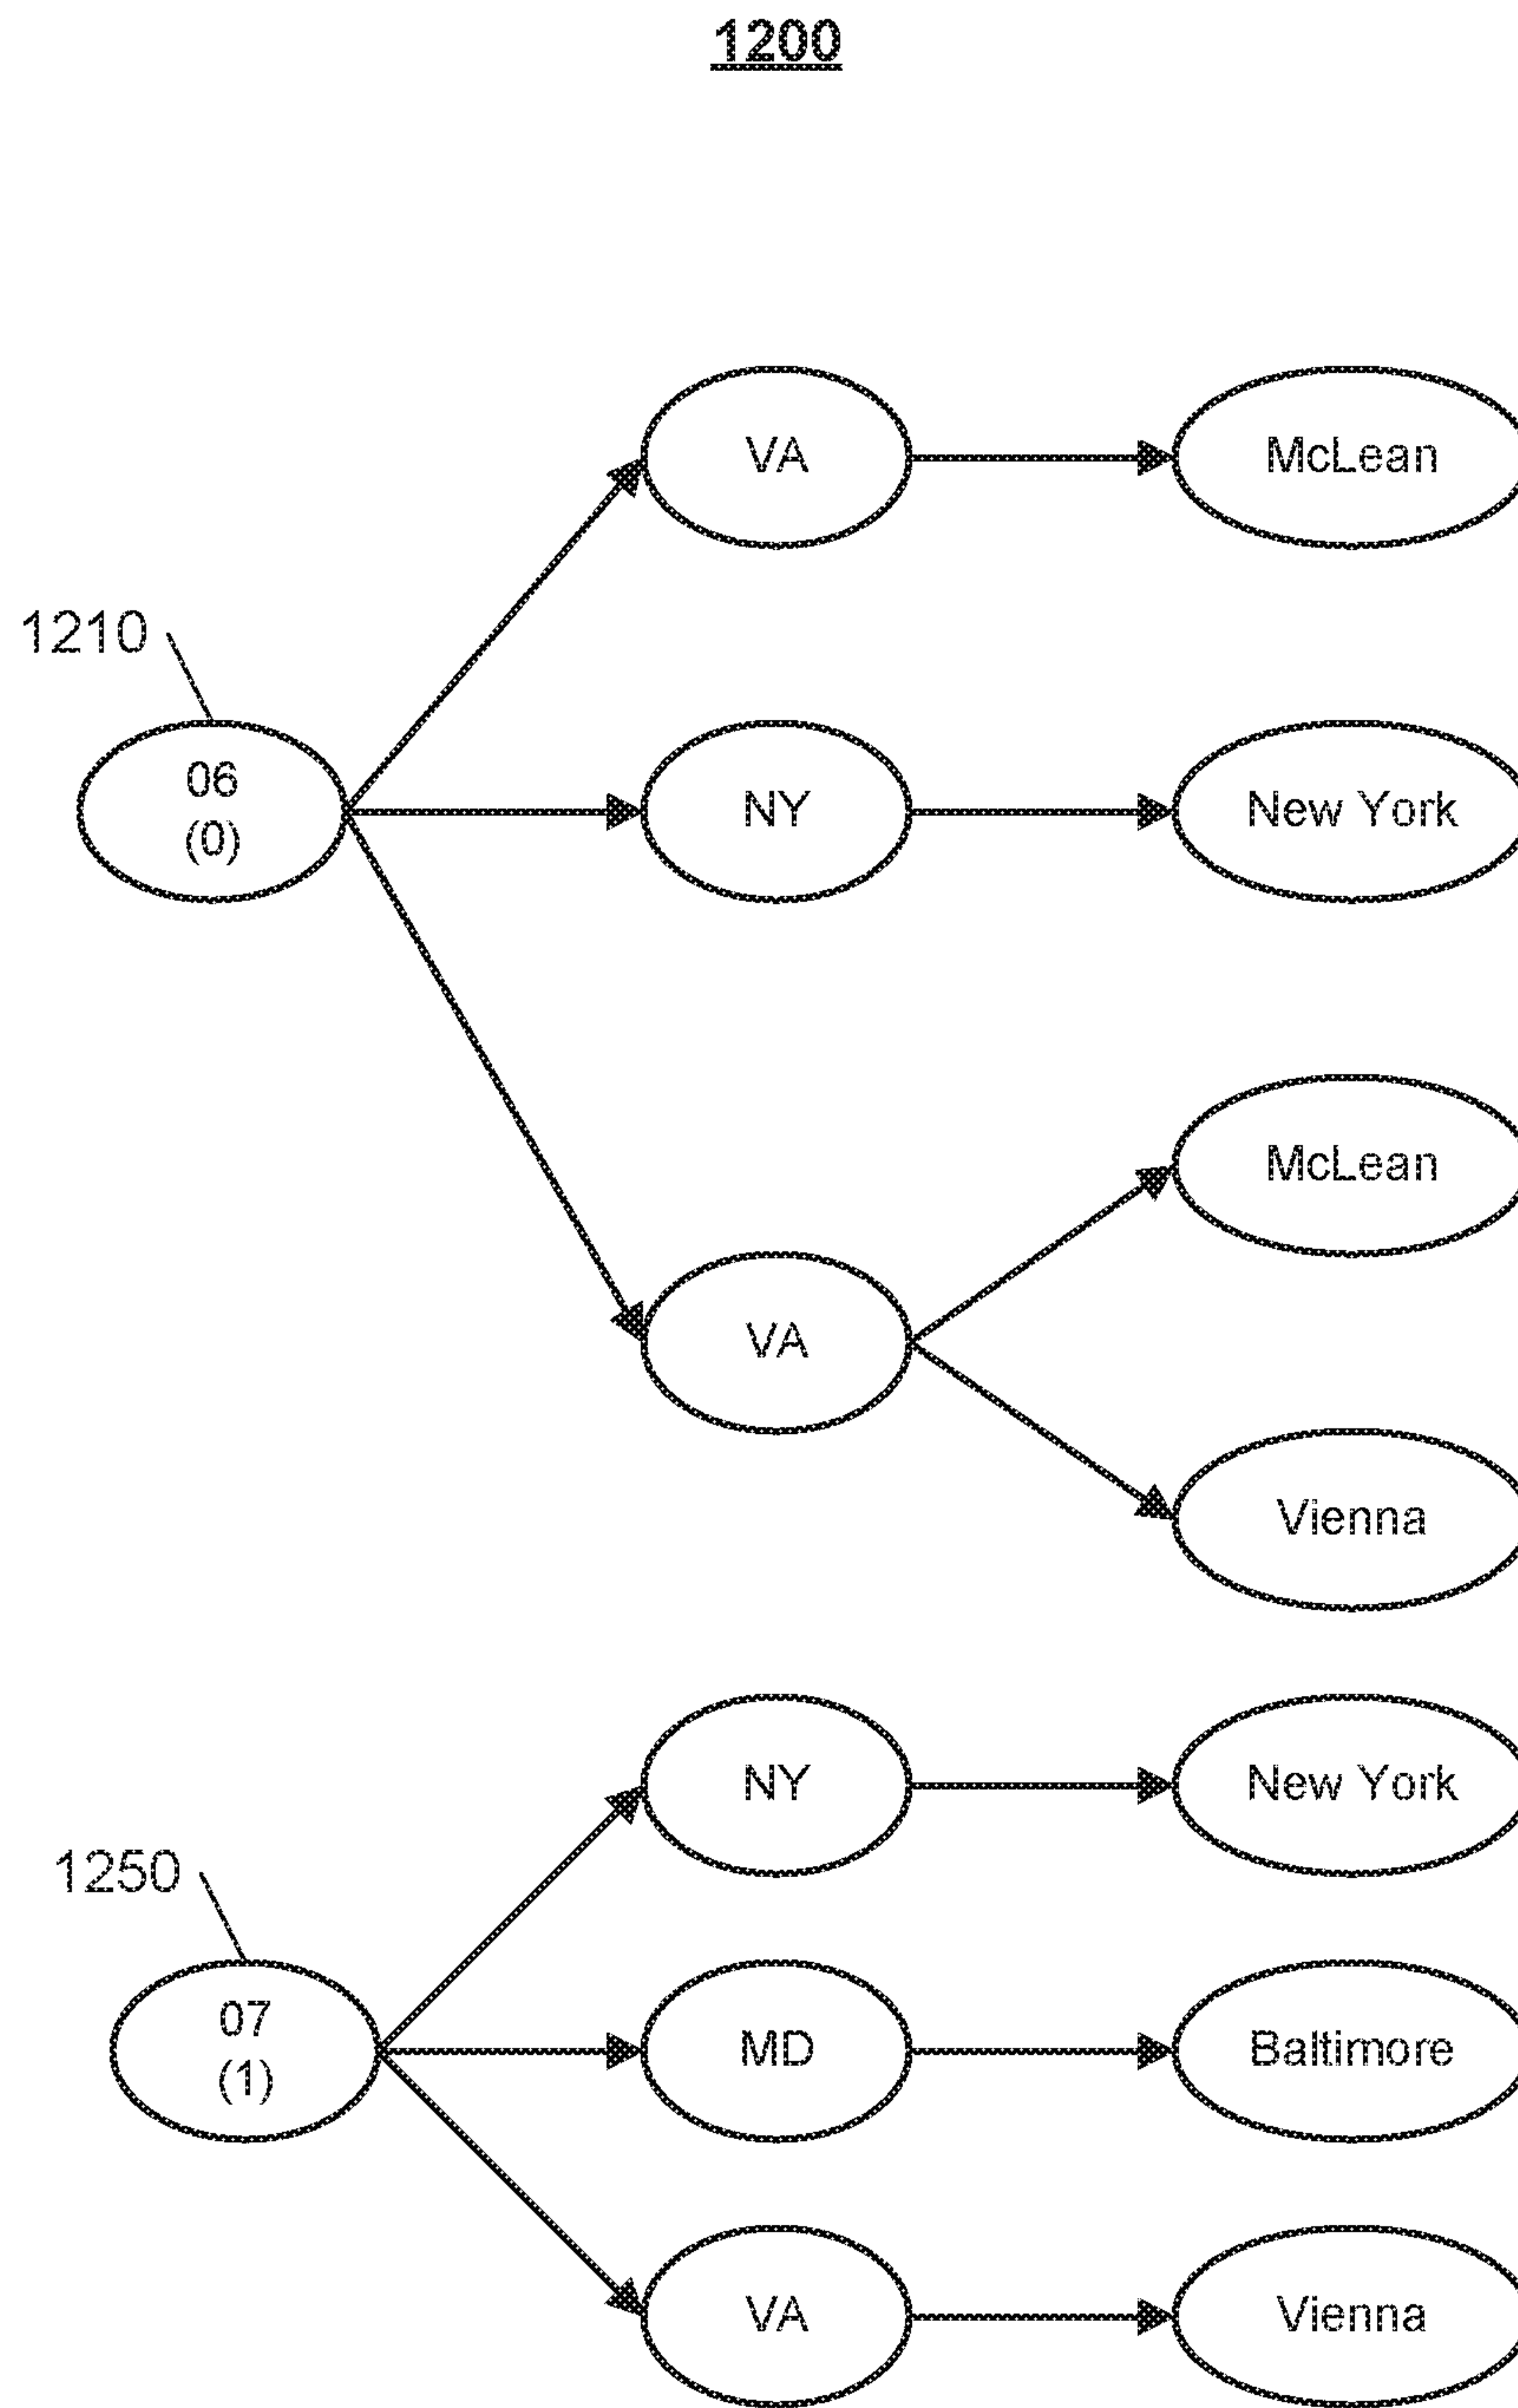 1200
VA
McLean
1210
06
(0)
NY
New York
McLean
VA
Vienna
NY
New York
1250
07
(1)
MD
Baltimore
VA
Vienna